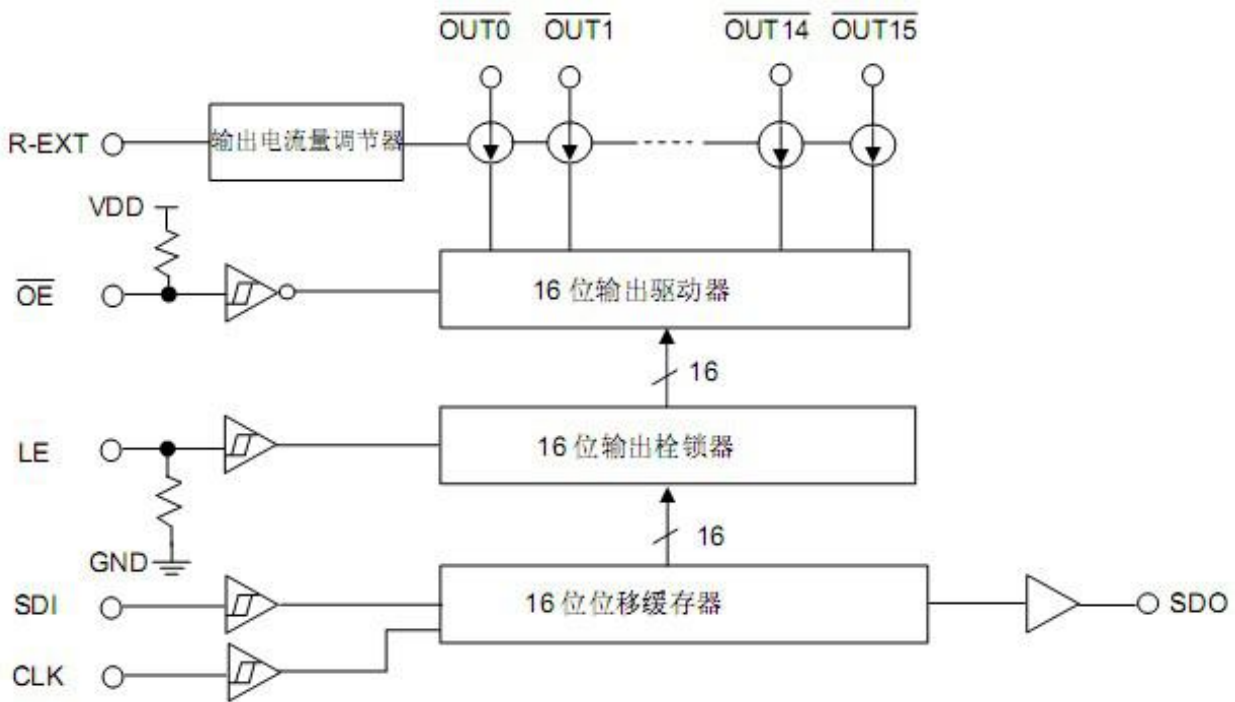 OUT0 OUT1 OUT14 OUT15
R-EXT
输出电流量调节器
VDD
OE
16 位输出驱动器
16
LE
16 位输出栓锁器
16
GND
SDI
16 位位移缓存器
SDO
CLK